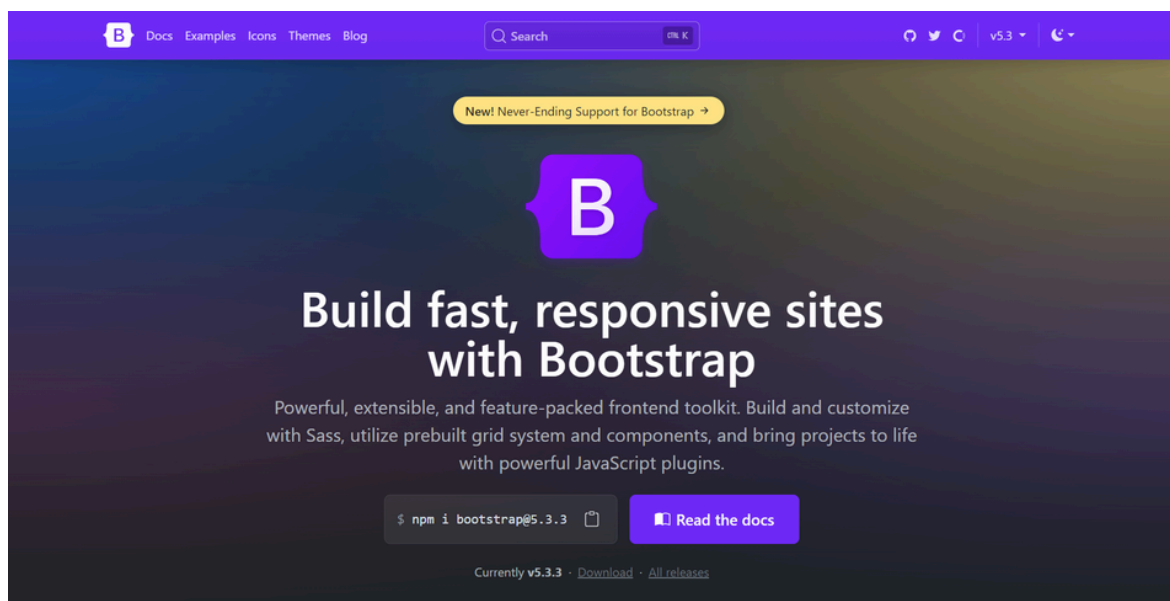 B Docs Examples Icons Themes Blog Search CTRL K v5.3
New! Never-Ending Support for Bootstrap →
B
Build fast, responsive sites
with Bootstrap
Powerful, extensible, and feature-packed frontend toolkit. Build and customize
with Sass, utilize prebuilt grid system and components, and bring projects to life
with powerful JavaScript plugins.
$ npm i bootstrap@5.3.3 Read the docs
Currently v5.3.3 · Download · All releases